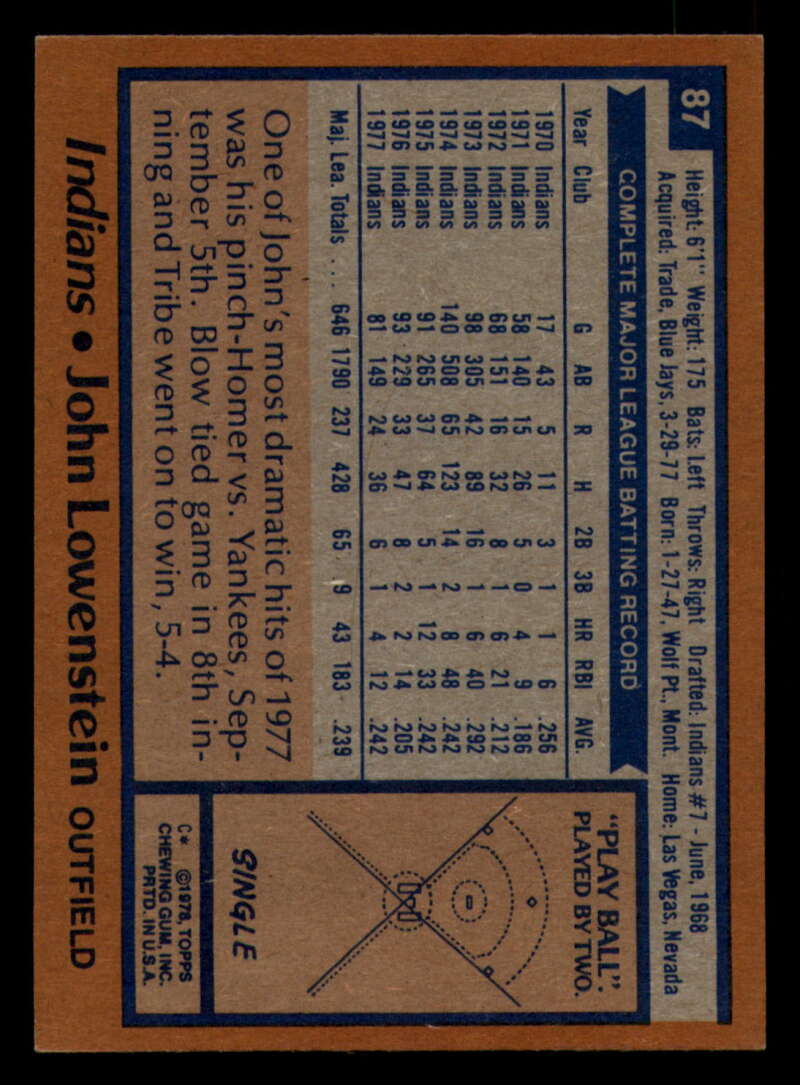 87
Height: 6'1" Weight: 175 Bats: Left Throws: Right Drafted: Indians #7 - June, 1968
Acquired: Trade, Blue Jays, 3-29-77 Born: 1-27-47, Wolf Pt., Mont. Home: Las Vegas, Nevada
COMPLETE MAJOR LEAGUE BATTING RECORD
Year Club G AB R H 2B 3B HR RBI AVG.
1970 Indians 17 43 5 11 3 1 1 6 .256
1971 Indians 58 140 15 26 5 0 4 9 .186
1972 Indians 68 151 16 32 8 1 6 21 .212
1973 Indians 98 305 42 89 16 1 6 40 .292
1974 Indians 140 508 65 123 14 2 8 48 .242
1975 Indians 91 265 37 64 5 1 12 33 .242
1976 Indians 93 229 33 47 8 2 2 14 .205
1977 Indians 81 149 24 36 6 1 4 12 .242
Maj. Lea. Totals ... 646 1790 237 428 65 9 43 183 .239
One of John's most dramatic hits of 1977
was his pinch-Homer vs. Yankees, Sep-
tember 5th. Blow tied game in 8th in-
ning and Tribe went on to win, 5-4.
"PLAY BALL".
PLAYED BY TWO.
SINGLE
C* ©1978, TOPPS
CHEWING GUM, INC.
PRTD. IN U.S.A.
Indians • John Lowenstein OUTFIELD